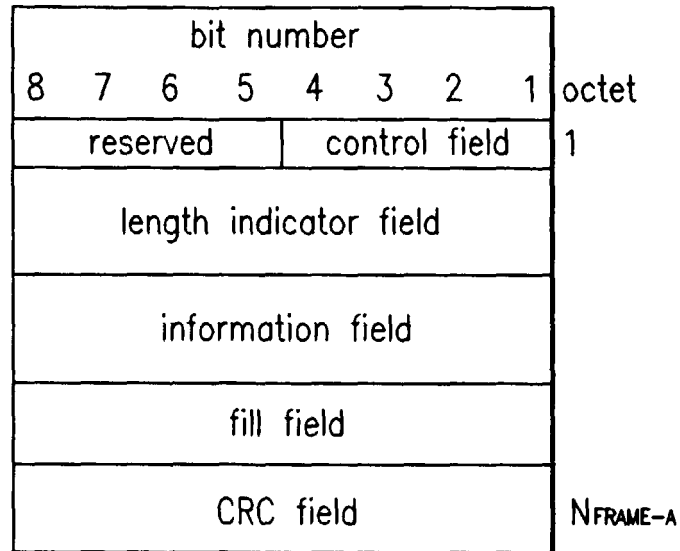 bit number
8 7 6 5 4 3 2 1 octet
reserved control field 1
length indicator field
information field
fill field
CRC field NFRAME-A